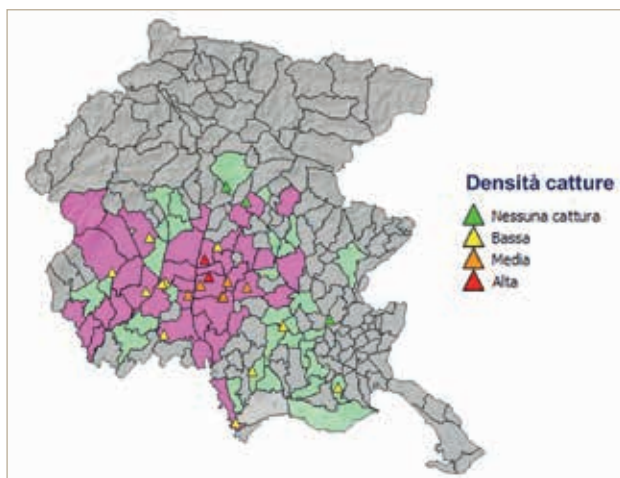 Densità catture
Nessuna cattura
Bassa
Media
Alta